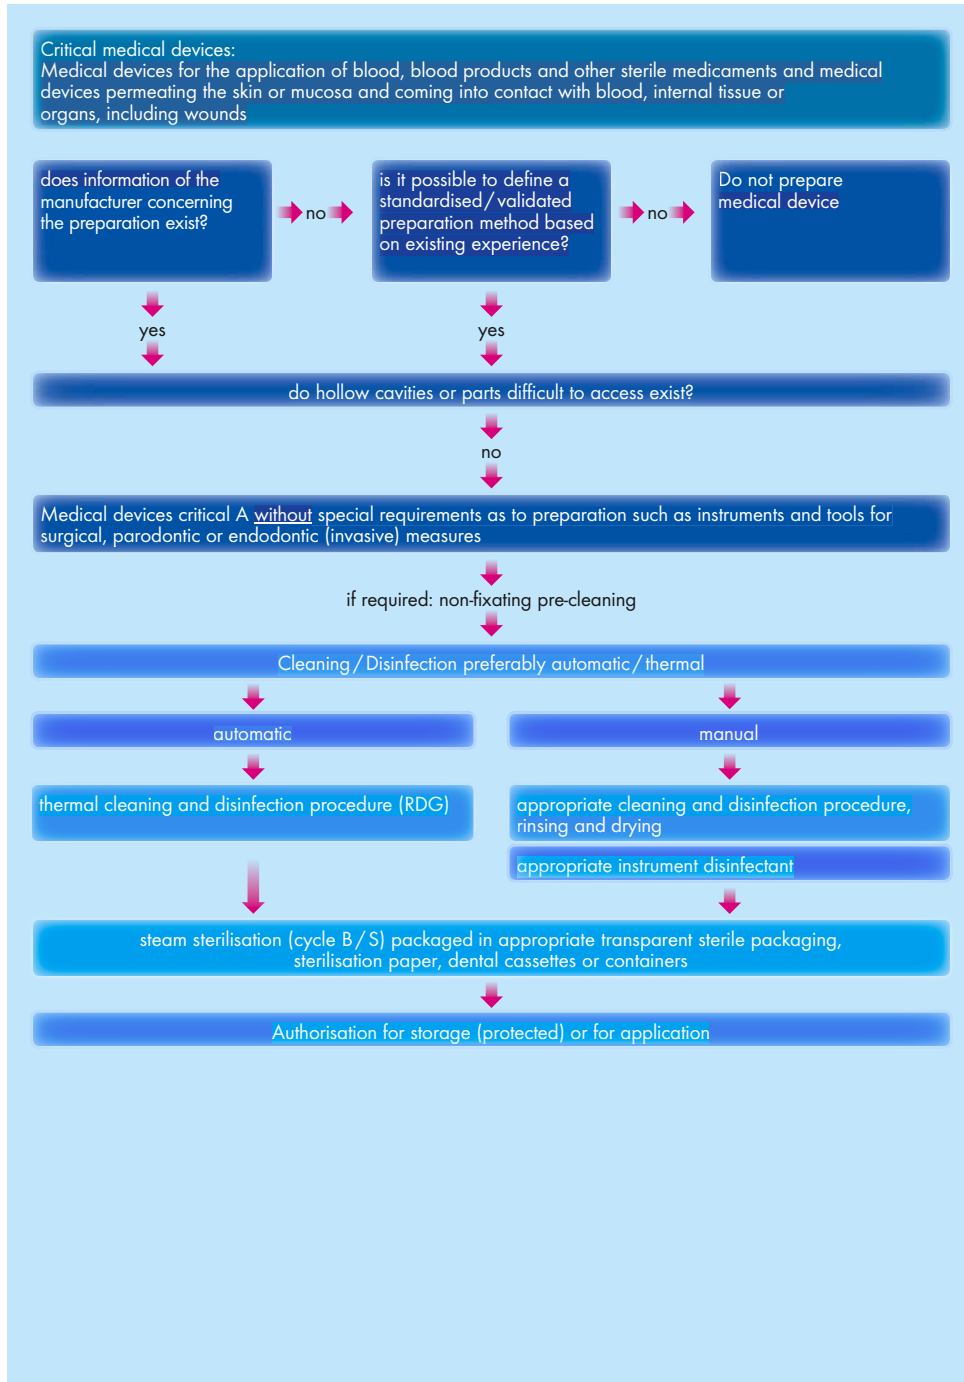 Critical medical devices:
Medical devices for the application of blood, blood products and other sterile medicaments and medical
devices permeating the skin or mucosa and coming into contact with blood, internal tissue or
organs, including wounds
does information of the
manufacturer concerning
the preparation exist?
no
is it possible to define a
standardised/validated
preparation method based
on existing experience?
no
Do not prepare
medical device
yes
yes
do hollow cavities or parts difficult to access exist?
no
Medical devices critical A without special requirements as to preparation such as instruments and tools for
surgical, parodontic or endodontic (invasive) measures
if required: non-fixating pre-cleaning
Cleaning/Disinfection preferably automatic/thermal
automatic
manual
thermal cleaning and disinfection procedure (RDG)
appropriate cleaning and disinfection procedure,
rinsing and drying
appropriate instrument disinfectant
steam sterilisation (cycle B/S) packaged in appropriate transparent sterile packaging,
sterilisation paper, dental cassettes or containers
Authorisation for storage (protected) or for application